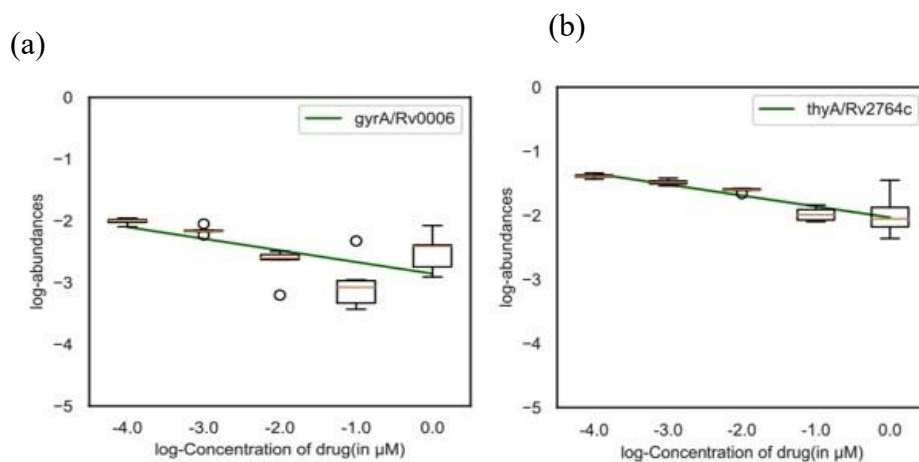 (a)
gyrA/Rv0006
0
−1
−2
−3
−4
−5
log-abundances
-4.0 -3.0 -2.0 -1.0 0.0
log-Concentration of drug(in μM)
(b)
thyA/Rv2764c
0
−1
−2
−3
−4
−5
log-abundances
-4.0 -3.0 -2.0 -1.0 0.0
log-Concentration of drug(in μM)